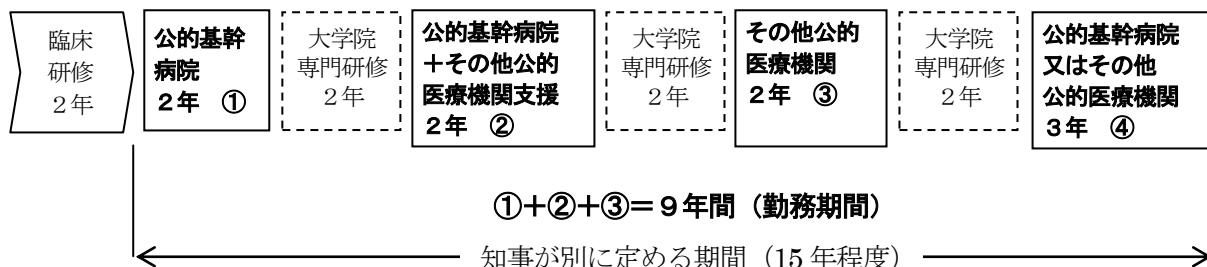 臨床
研修
２年
公的基幹
病院
２年　①
大学院
専門研修
２年
公的基幹病院
＋その他公的
医療機関支援
２年　②
大学院
専門研修
２年
その他公的
医療機関
２年　③
大学院
専門研修
２年
公的基幹病院
又はその他
公的医療機関
３年　④
①＋②＋③＝９年間（勤務期間）
知事が別に定める期間（15 年程度）